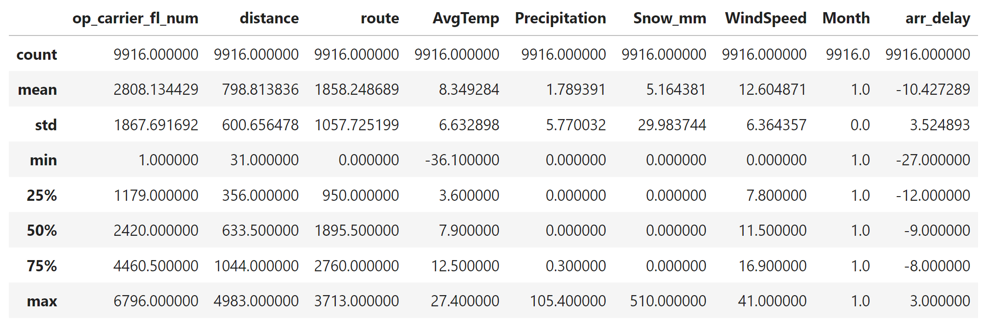 op_carrier_fl_num distance route AvgTemp Precipitation Snow_mm WindSpeed Month arr_delay
count 9916.000000 9916.000000 9916.000000 9916.000000 9916.000000 9916.000000 9916.000000 9916.0 9916.000000
mean 2808.134429 798.813836 1858.248689 8.349284 1.789391 5.164381 12.604871 1.0 -10.427289
std 1867.691692 600.656478 1057.725199 6.632898 5.770032 29.983744 6.364357 0.0 3.524893
min 1.000000 31.000000 0.000000 -36.100000 0.000000 0.000000 0.000000 1.0 -27.000000
25% 1179.000000 356.000000 950.000000 3.600000 0.000000 0.000000 7.800000 1.0 -12.000000
50% 2420.000000 633.500000 1895.500000 7.900000 0.000000 0.000000 11.500000 1.0 -9.000000
75% 4460.500000 1044.000000 2760.000000 12.500000 0.300000 0.000000 16.900000 1.0 -8.000000
max 6796.000000 4983.000000 3713.000000 27.400000 105.400000 510.000000 41.000000 1.0 3.000000